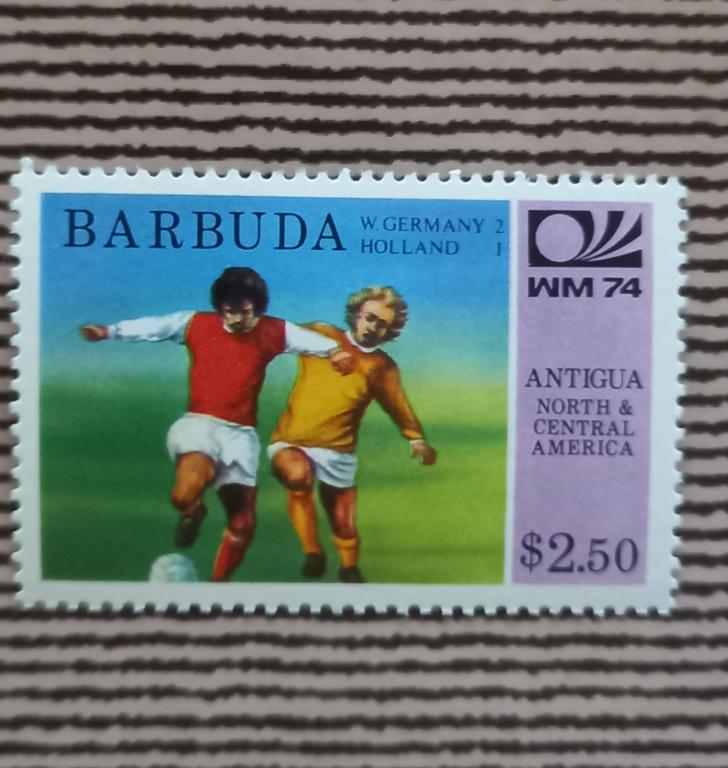 BARBUDA
W. GERMANY 2
HOLLAND 1
WM 74
ANTIGUA
NORTH &
CENTRAL
AMERICA
$2.50